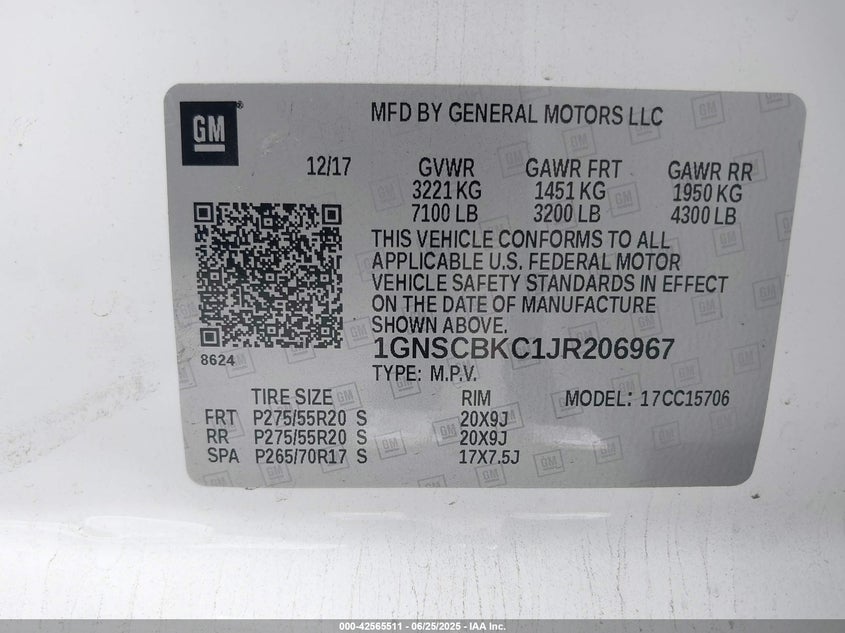 GM
MFD BY GENERAL MOTORS LLC
12/17 GVWR GAWR FRT GAWR RR
3221 KG 1451 KG 1950 KG
7100 LB 3200 LB 4300 LB
THIS VEHICLE CONFORMS TO ALL
APPLICABLE U.S. FEDERAL MOTOR
VEHICLE SAFETY STANDARDS IN EFFECT
ON THE DATE OF MANUFACTURE
SHOWN ABOVE.
8624
1GNSCBKC1JR206967
TYPE: M.P.V.
TIRE SIZE RIM MODEL: 17CC15706
FRT P275/55R20 S 20X9J
RR P275/55R20 S 20X9J
SPA P265/70R17 S 17X7.5J
000-42565511 - 06/25/2025 - IAA Inc.